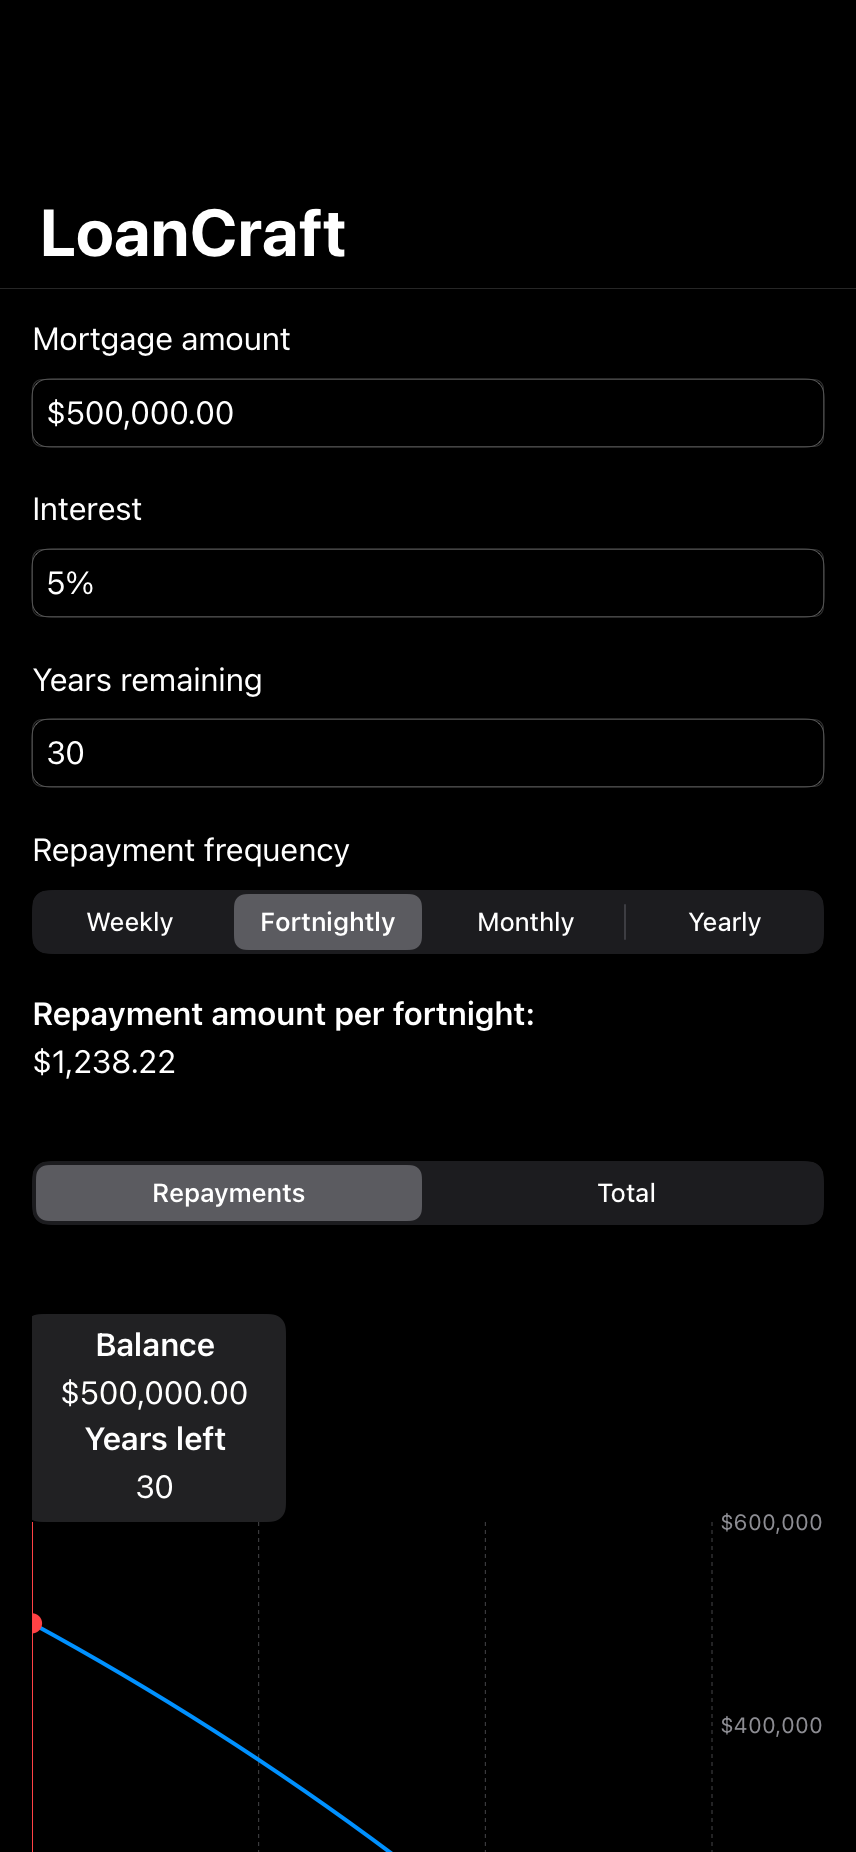 LoanCraft
Mortgage amount
$500,000.00
Interest
5%
Years remaining
30
Repayment frequency
Weekly Fortnightly Monthly Yearly
Repayment amount per fortnight:
$1,238.22
Repayments Total
Balance
$500,000.00
Years left
30
$600,000
$400,000